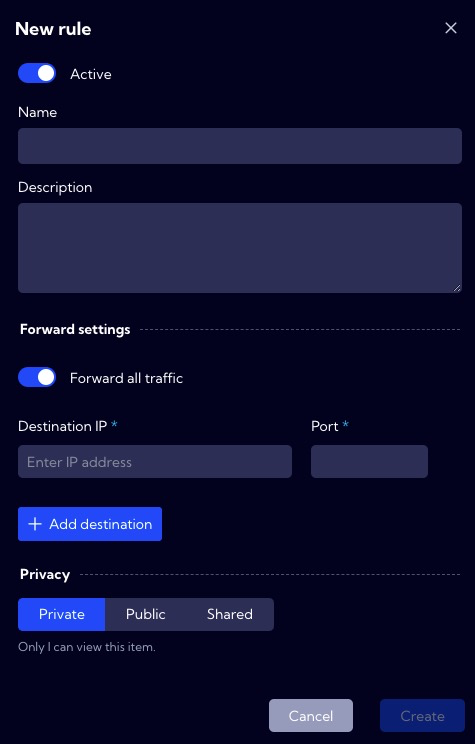 New rule
Active
Name
Description
Forward settings
Forward all traffic
Destination IP * Port *
Enter IP address
+ Add destination
Privacy
Private Public Shared
Only I can view this item.
Cancel Create